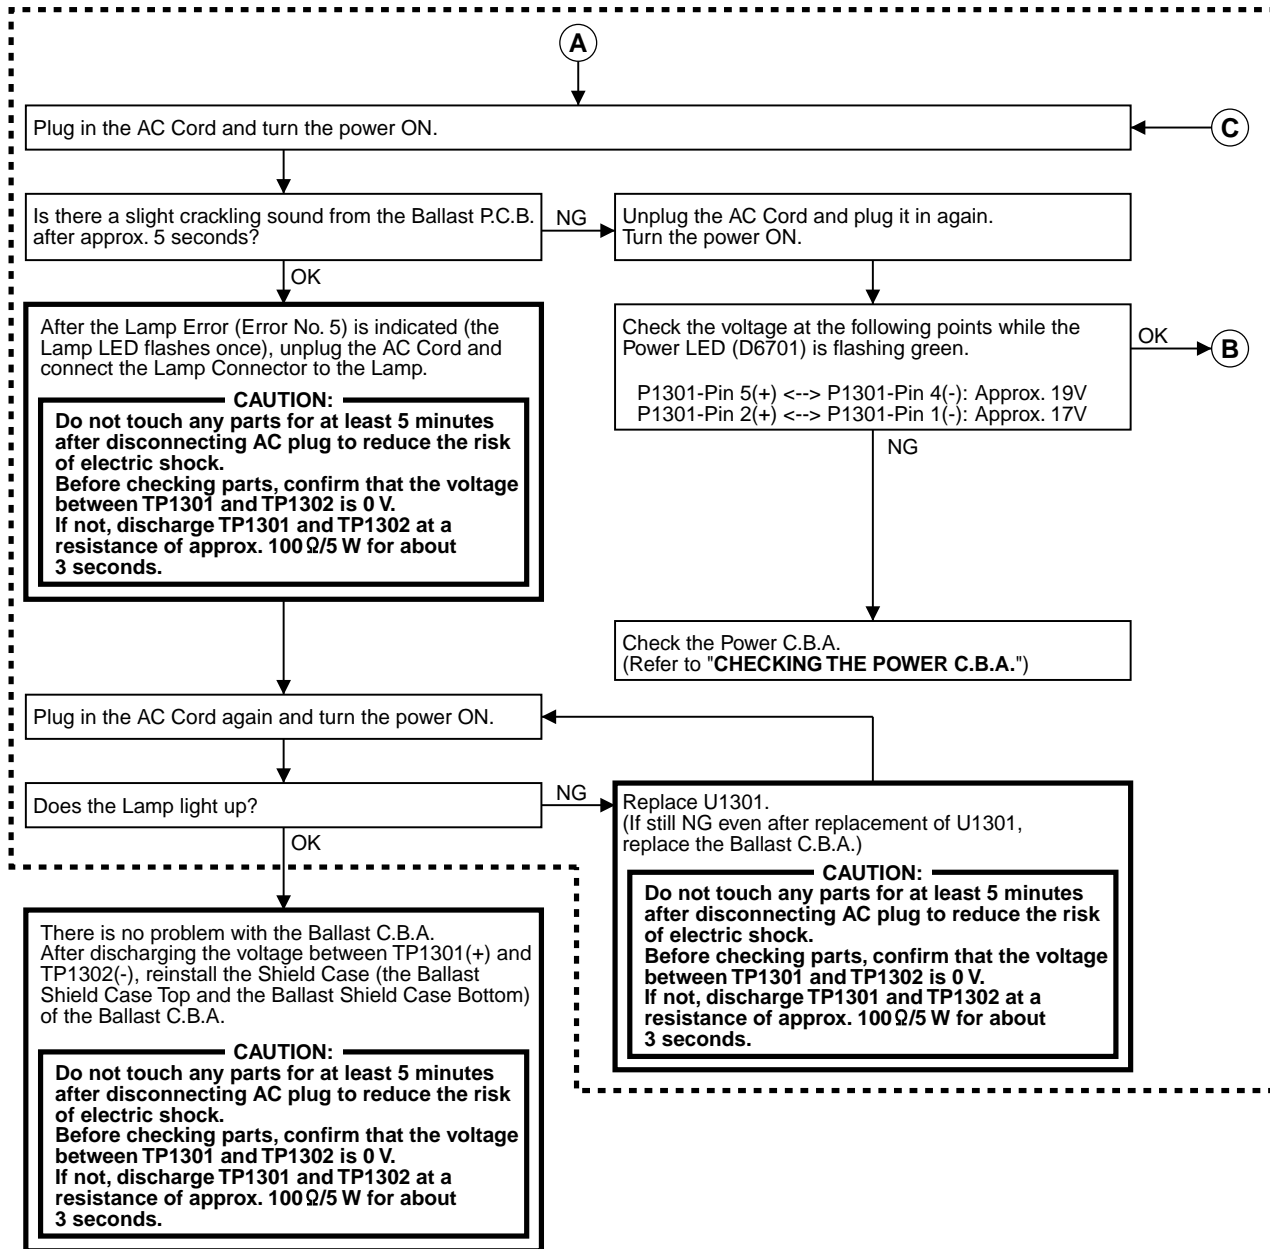 A
Plug in the AC Cord and turn the power ON.
C
Is there a slight crackling sound from the Ballast P.C.B.
after approx. 5 seconds?
NG
Unplug the AC Cord and plug it in again.
Turn the power ON.
OK
After the Lamp Error (Error No. 5) is indicated (the
Lamp LED flashes once), unplug the AC Cord and
connect the Lamp Connector to the Lamp.
CAUTION:
Do not touch any parts for at least 5 minutes
after disconnecting AC plug to reduce the risk
of electric shock.
Before checking parts, confirm that the voltage
between TP1301 and TP1302 is 0 V.
If not, discharge TP1301 and TP1302 at a
resistance of approx. 100Ω/5 W for about
3 seconds.
Check the voltage at the following points while the
Power LED (D6701) is flashing green.
P1301-Pin 5(+) <--> P1301-Pin 4(-): Approx. 19V
P1301-Pin 2(+) <--> P1301-Pin 1(-): Approx. 17V
OK
B
NG
Check the Power C.B.A.
(Refer to "CHECKING THE POWER C.B.A.")
Plug in the AC Cord again and turn the power ON.
Does the Lamp light up?
NG
Replace U1301.
(If still NG even after replacement of U1301,
replace the Ballast C.B.A.)
CAUTION:
Do not touch any parts for at least 5 minutes
after disconnecting AC plug to reduce the risk
of electric shock.
Before checking parts, confirm that the voltage
between TP1301 and TP1302 is 0 V.
If not, discharge TP1301 and TP1302 at a
resistance of approx. 100Ω/5 W for about
3 seconds.
OK
There is no problem with the Ballast C.B.A.
After discharging the voltage between TP1301(+) and
TP1302(-), reinstall the Shield Case (the Ballast
Shield Case Top and the Ballast Shield Case Bottom)
of the Ballast C.B.A.
CAUTION:
Do not touch any parts for at least 5 minutes
after disconnecting AC plug to reduce the risk
of electric shock.
Before checking parts, confirm that the voltage
between TP1301 and TP1302 is 0 V.
If not, discharge TP1301 and TP1302 at a
resistance of approx. 100Ω/5 W for about
3 seconds.